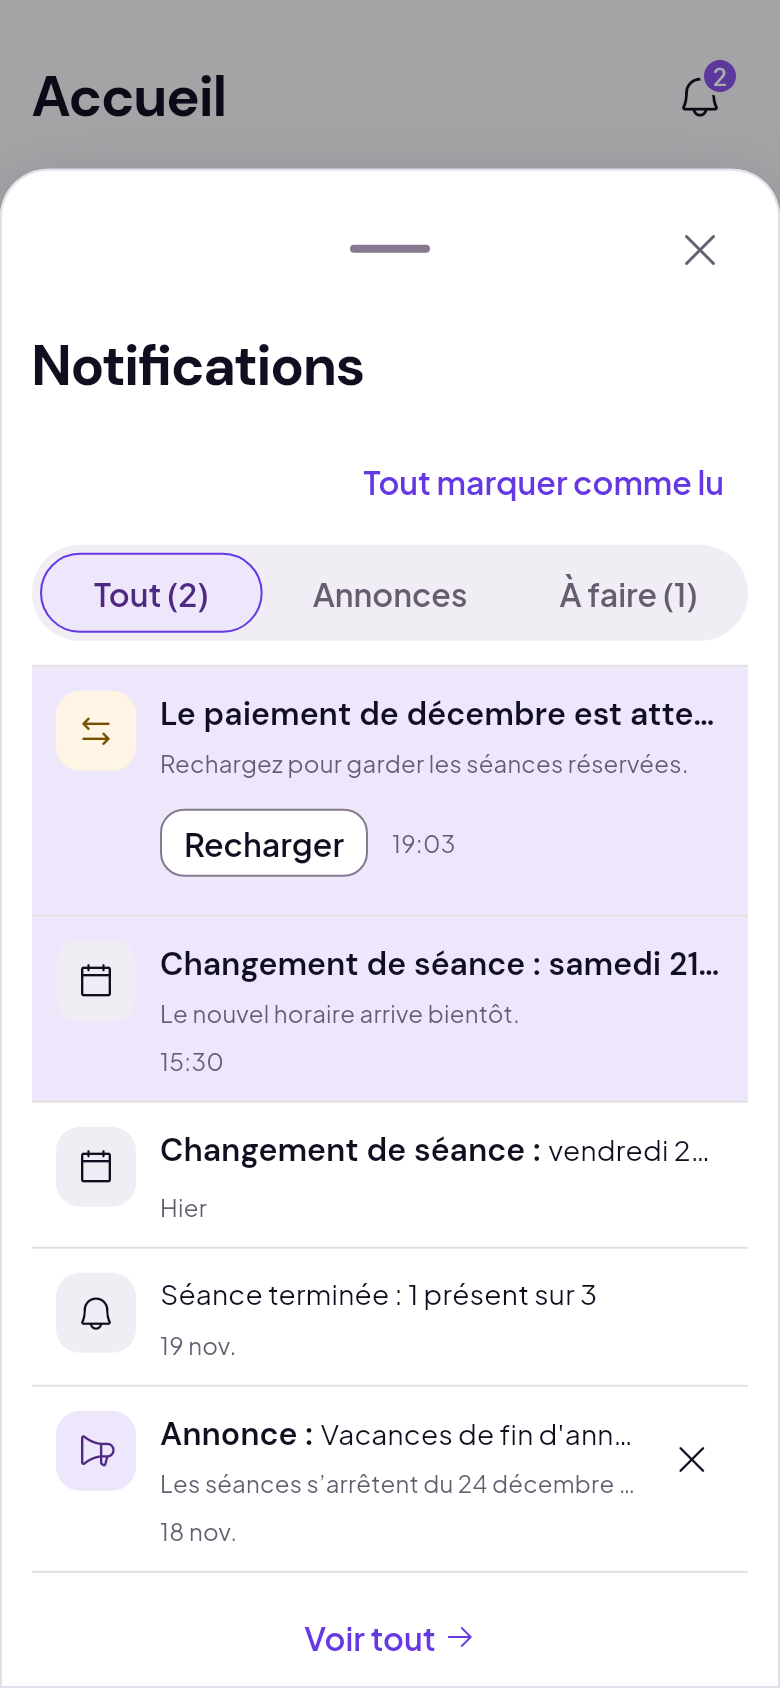 Accueil
2
Notifications
Tout marquer comme lu
Tout (2)
Annonces
À faire (1)
Le paiement de décembre est atte…
Rechargez pour garder les séances réservées.
Recharger
19:03
Changement de séance : samedi 21…
Le nouvel horaire arrive bientôt.
15:30
Changement de séance : vendredi 2…
Hier
Séance terminée : 1 présent sur 3
19 nov.
Annonce : Vacances de fin d'ann…
Les séances s’arrêtent du 24 décembre …
18 nov.
Voir tout →